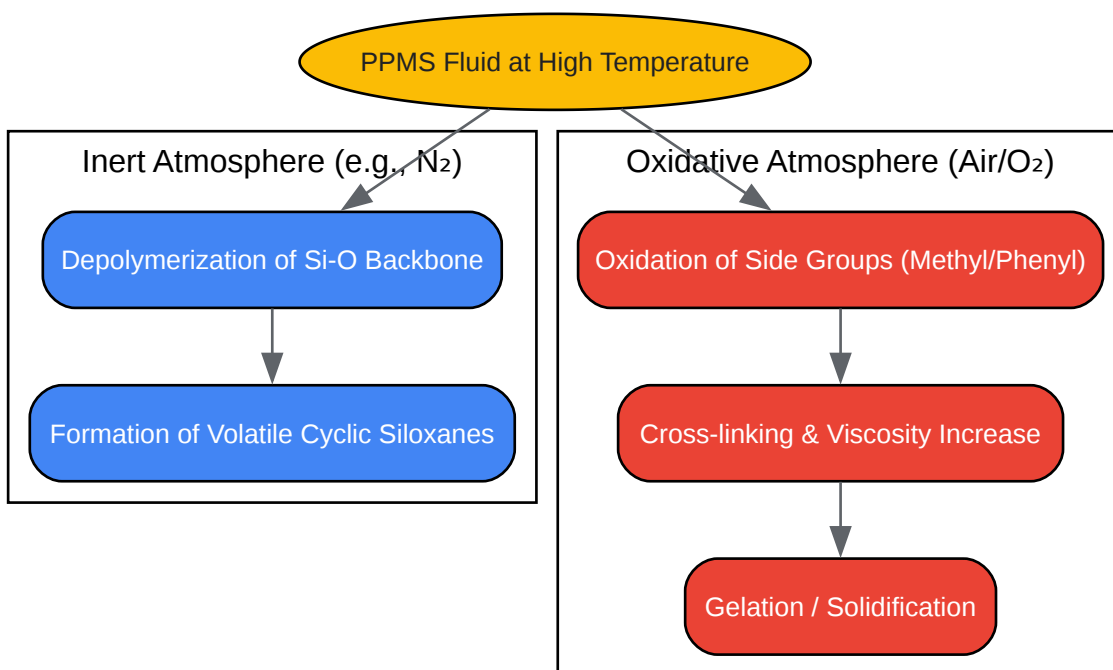 PPMS Fluid at High Temperature
Inert Atmosphere (e.g., N₂)
Depolymerization of Si-O Backbone
Formation of Volatile Cyclic Siloxanes
Oxidative Atmosphere (Air/O₂)
Oxidation of Side Groups (Methyl/Phenyl)
Cross-linking & Viscosity Increase
Gelation / Solidification